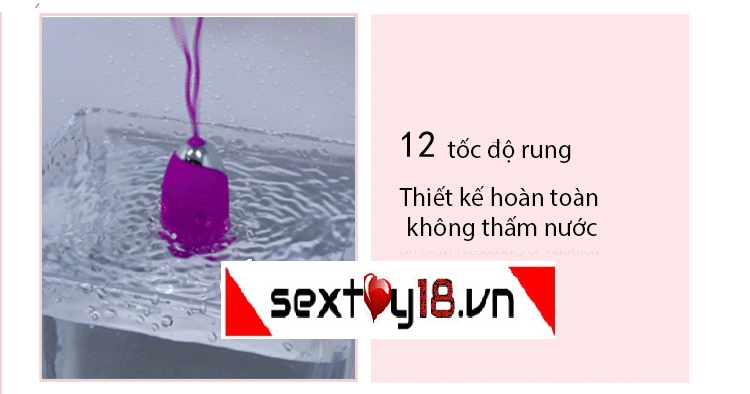 12 tốc độ rung
Thiết kế hoàn toàn
không thấm nước
sextoy18.vn